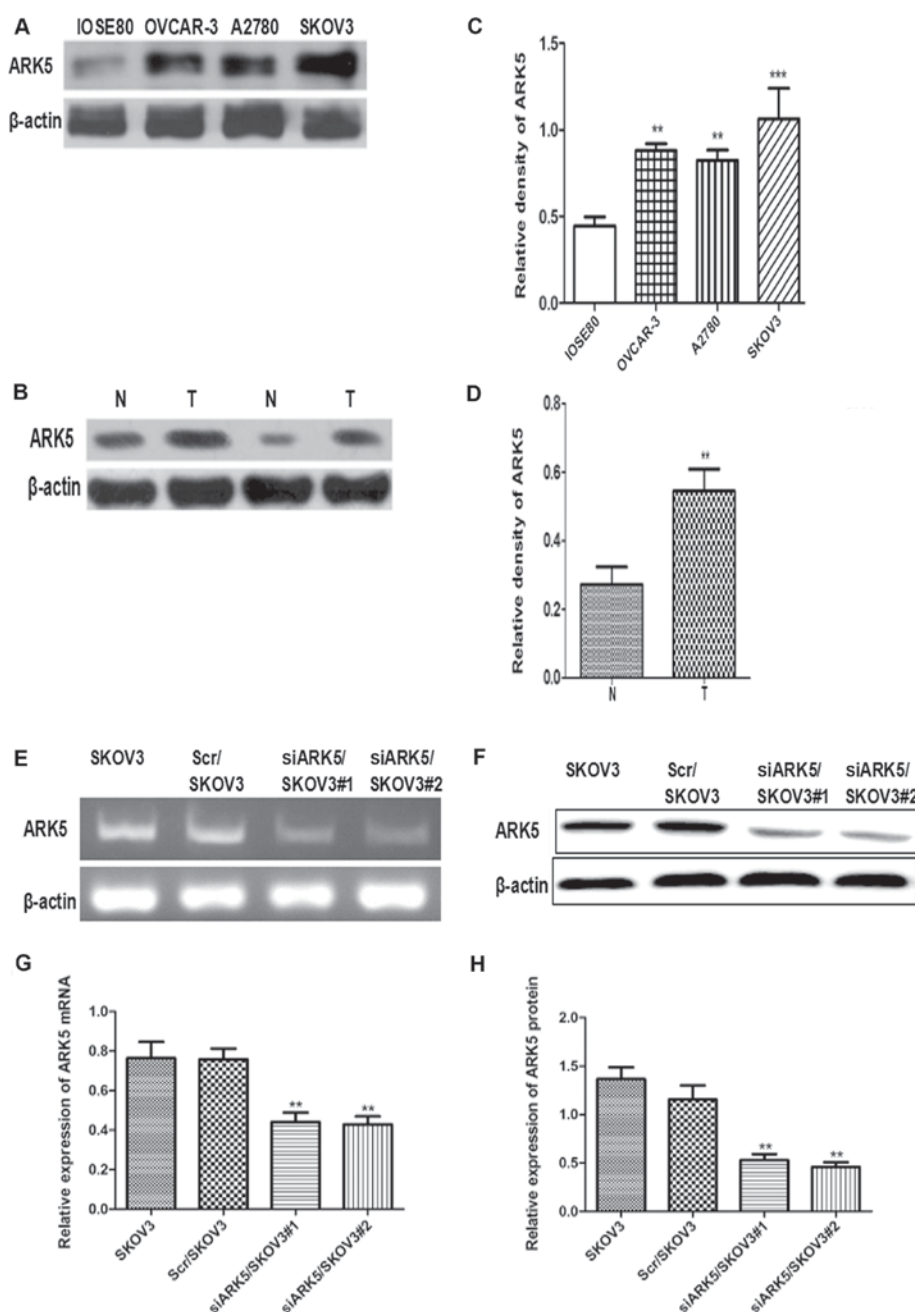 A
IOSE80 OVCAR-3 A2780 SKOV3
ARK5
β-actin
C
Relative density of ARK5
1.5
1.0
0.5
0.0
***
**
**
IOSE80
OVCAR-3
A2780
SKOV3
B
N T N T
ARK5
β-actin
D
Relative density of ARK5
0.8
0.6
0.4
0.2
0.0
**
N T
E
SKOV3 Scr/ siARK5/ siARK5/
SKOV3 SKOV3#1 SKOV3#2
ARK5
β-actin
F
SKOV3 Scr/ siARK5/ siARK5/
SKOV3 SKOV3#1 SKOV3#2
ARK5
β-actin
G
Relative expression of ARK5 mRNA
1.0
0.8
0.6
0.4
0.2
0.0
** **
SKOV3
Scr/SKOV3
siARK5/SKOV3#1
siARK5/SKOV3#2
H
Relative expression of ARK5 protein
2.0
1.5
1.0
0.5
0.0
** **
SKOV3
Scr/SKOV3
siARK5/SKOV3#1
siARK5/SKOV3#2